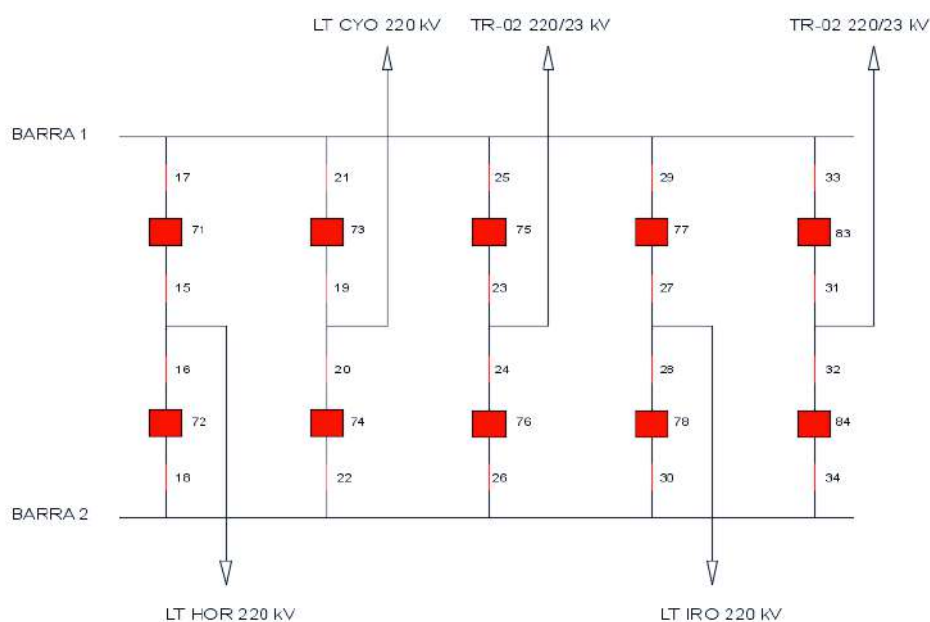 LT CYO 220 kV TR-02 220/23 kV TR-02 220/23 kV
BARRA 1
17 21 25 29 33
71 73 75 77 83
15 19 23 27 31
16 20 24 28 32
72 74 76 78 84
18 22 26 30 34
BARRA 2
LT HOR 220 kV LT IRO 220 kV